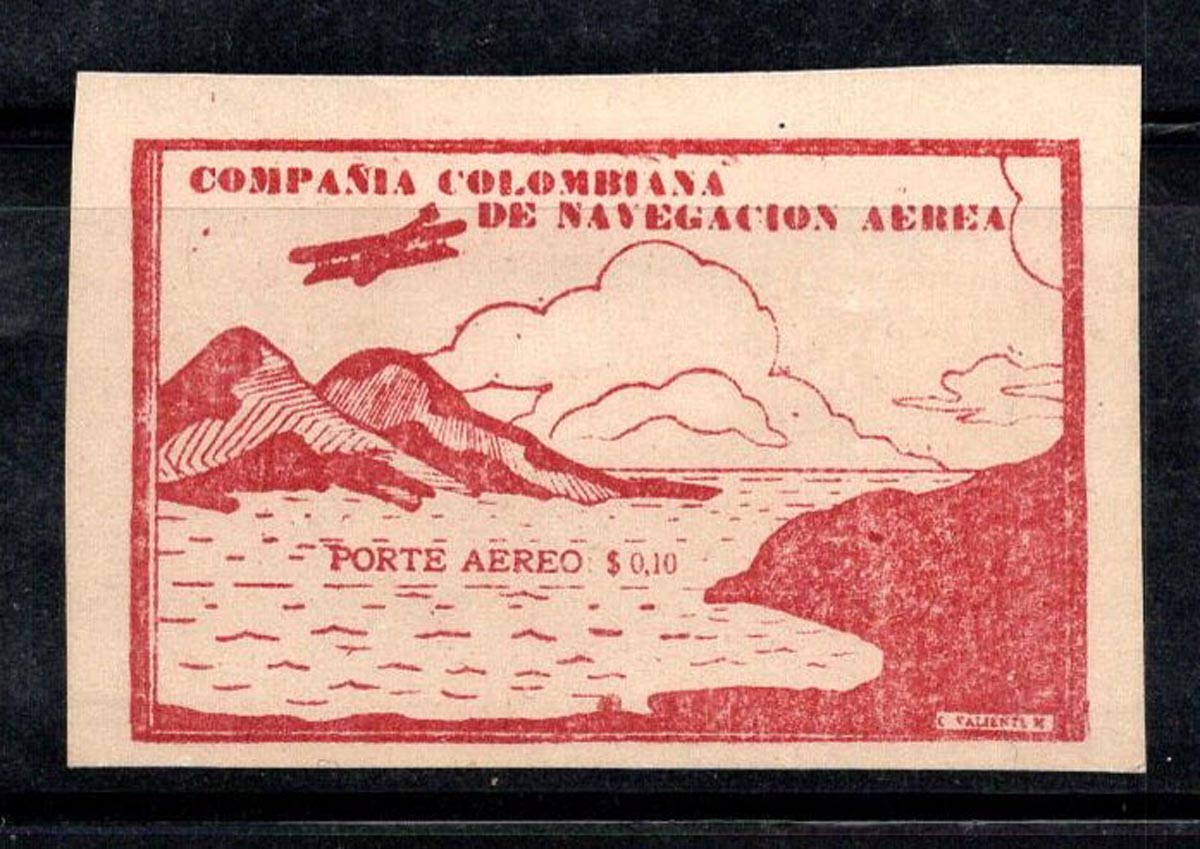 COMPAÑIA COLOMBIANA
DE NAVEGACION AEREA
PORTE AEREO $ 0,10
VALIENTE